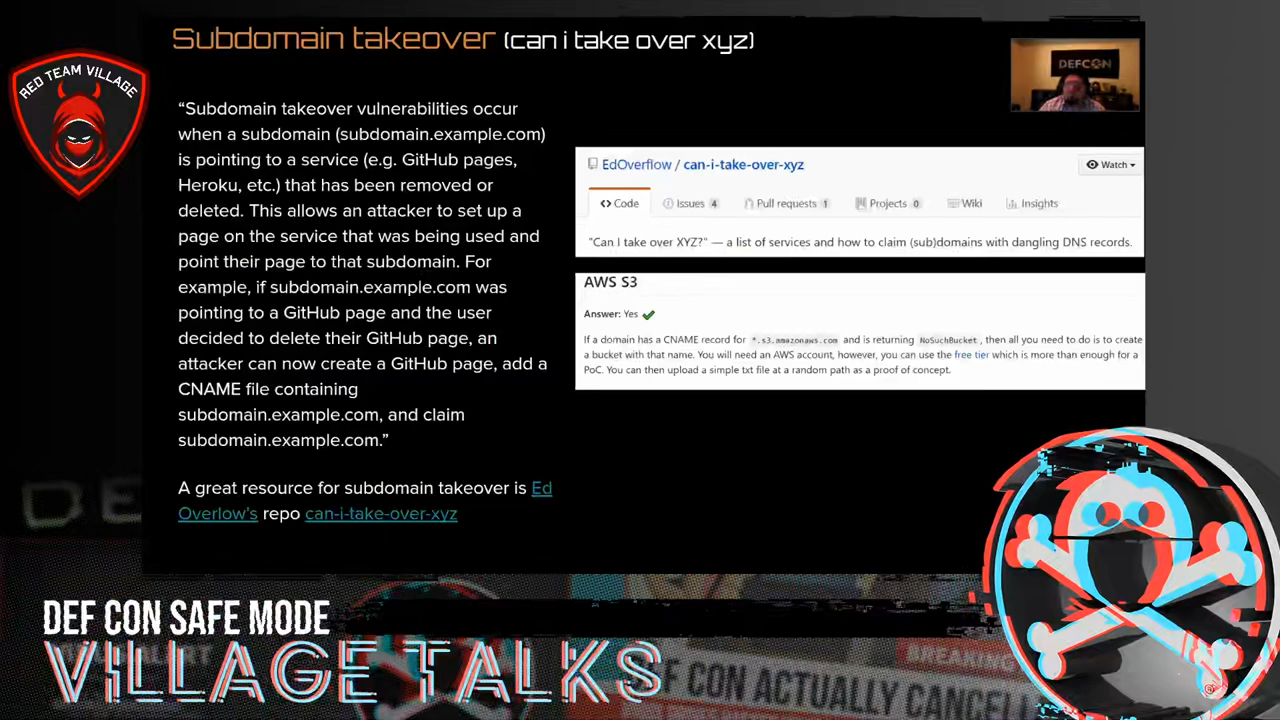 Subdomain takeover (can i take over xyz)
RED TEAM VILLAGE
DEFCON
“Subdomain takeover vulnerabilities occur
when a subdomain (subdomain.example.com)
is pointing to a service (e.g. GitHub pages,
Heroku, etc.) that has been removed or
deleted. This allows an attacker to set up a
page on the service that was being used and
point their page to that subdomain. For
example, if subdomain.example.com was
pointing to a GitHub page and the user
decided to delete their GitHub page, an
attacker can now create a GitHub page, add a
CNAME file containing
subdomain.example.com, and claim
subdomain.example.com.”
A great resource for subdomain takeover is Ed
Overlow's repo can-i-take-over-xyz
EdOverflow / can-i-take-over-xyz
Watch
Code Issues 4 Pull requests 1 Projects 0 Wiki Insights
"Can I take over XYZ?" — a list of services and how to claim (sub)domains with dangling DNS records.
AWS S3
Answer: Yes
If a domain has a CNAME record for *.s3.amazonaws.com and is returning NoSuchBucket, then all you need to do is to create
a bucket with that name. You will need an AWS account, however, you can use the free tier which is more than enough for a
PoC. You can then upload a simple txt file at a random path as a proof of concept.
DEF CON SAFE MODE
VILLAGE TALKS
DEF CON ACTUALLY CANCEL